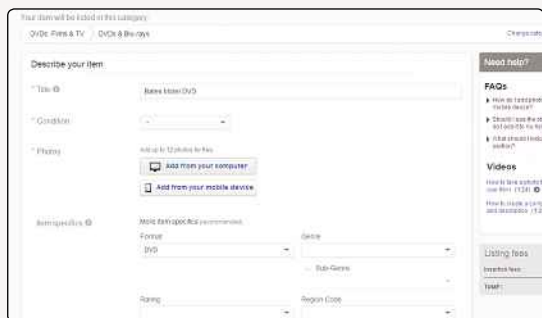 Your item will be listed in this category:
DVDs, Films & TV > DVDs & Blu-rays
Describe your item
* Title
Bates Motel DVD
* Condition
-
* Photos
Add up to 12 photos for free.
Add from your computer
Add from your mobile device
Item specifics
More item specifics (recommended)
Format
Genre
DVD
Sub-Genre
Rating
Region Code
Need help?
FAQs
mobile device?
Videos
Listing fees
Insertion fees:
Total*: